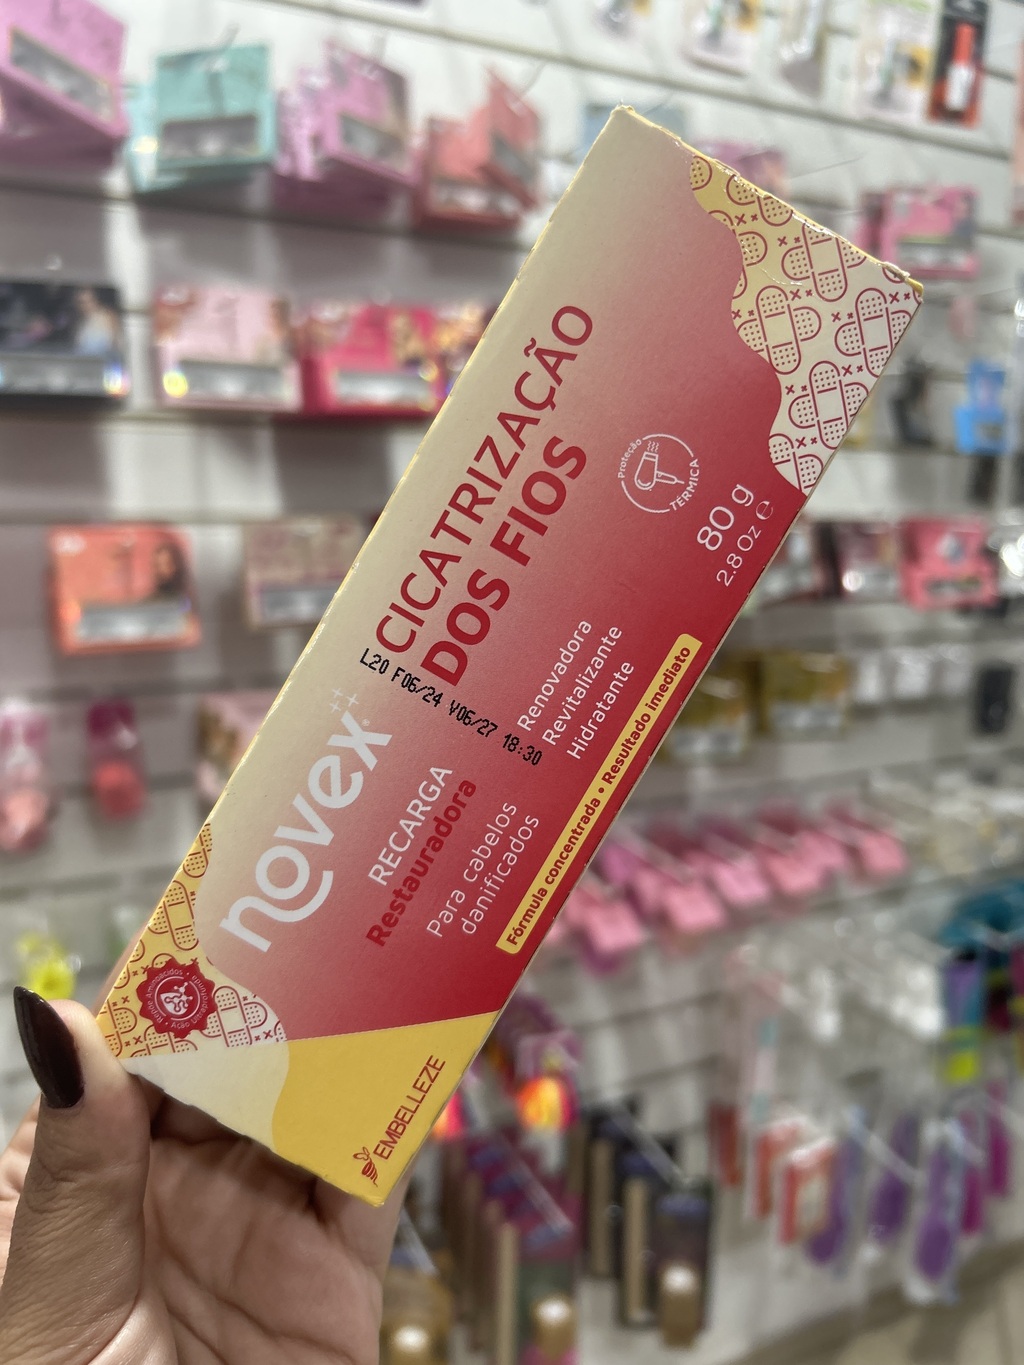 novex
RECARGA
Restauradora
Para cabelos
danificados
CICATRIZAÇÃO
DOS FIOS
L20 F06/24 V06/27 18:30
Renovadora
Revitalizante
Hidratante
Fórmula concentrada • Resultado imediato
Proteção
TÉRMICA
80 g
2.8 Oz e
EMBELLEZE